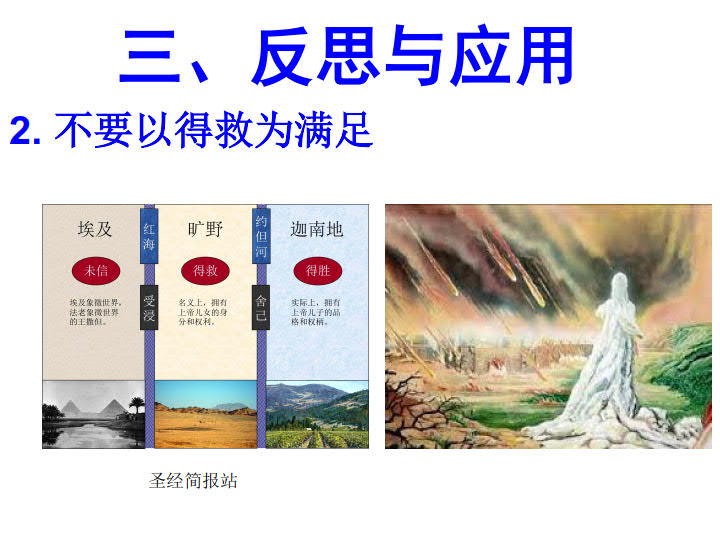 三、反思与应用
2. 不要以得救为满足
埃及
红海
旷野
约但河
迦南地
未信
得救
得胜
受浸
舍己
埃及象徵世界，
法老象徵世界
的王撒但。
名义上，拥有
上帝儿女的身
分和权利。
实际上，拥有
上帝儿子的品
格和权柄。
圣经简报站